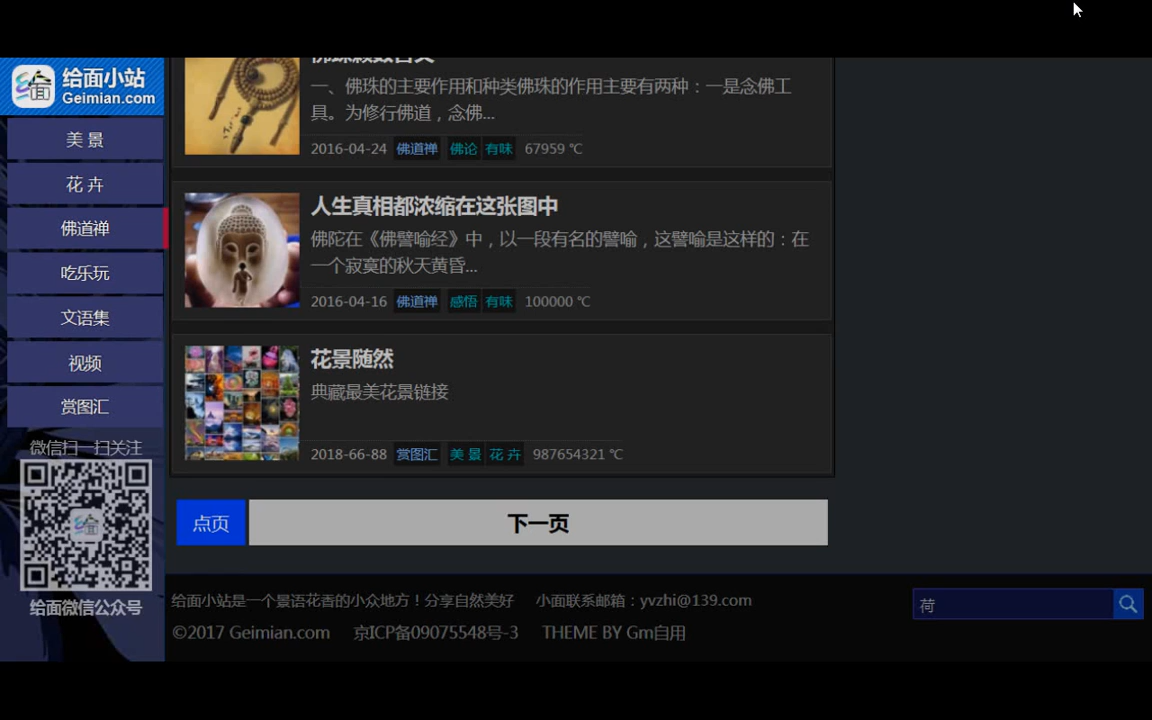 给面小站
Geimian.com
美 景
花 卉
佛道禅
吃乐玩
文语集
视频
赏图汇
微信扫一扫关注
给面微信公众号
一、佛珠的主要作用和种类佛珠的作用主要有两种：一是念佛工
具。为修行佛道，念佛...
2016-04-24 佛道禅 佛论 有味 67959 ℃
人生真相都浓缩在这张图中
佛陀在《佛譬喻经》中，以一段有名的譬喻，这譬喻是这样的：在
一个寂寞的秋天黄昏...
2016-04-16 佛道禅 感悟 有味 100000 ℃
花景随然
典藏最美花景链接
2018-66-88 赏图汇 美 景 花 卉 987654321 ℃
点页 下一页
给面小站是一个景语花香的小众地方！分享自然美好 小面联系邮箱：yvzhi@139.com
©2017 Geimian.com 京ICP备09075548号-3 THEME BY Gm自用
荷